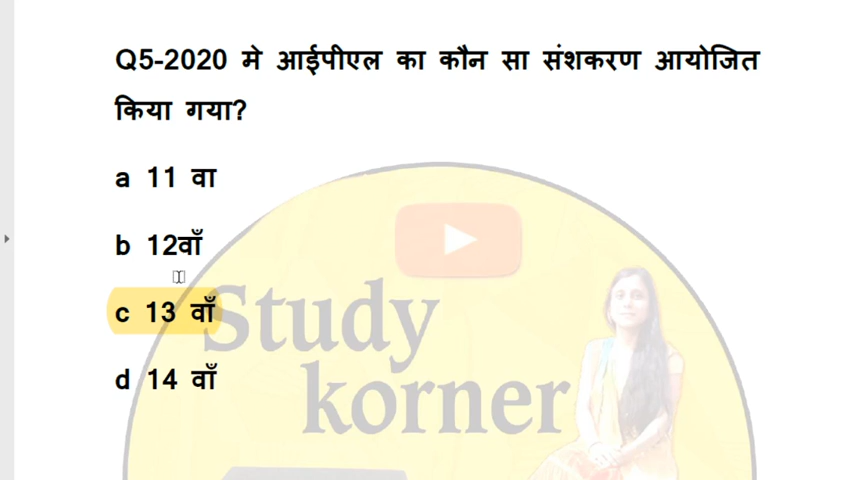 Q5-2020 मे आईपीएल का कौन सा संशकरण आयोजित
किया गया?
a 11 वा
b 12वाँ
c 13 वाँ
d 14 वाँ
Study
korner